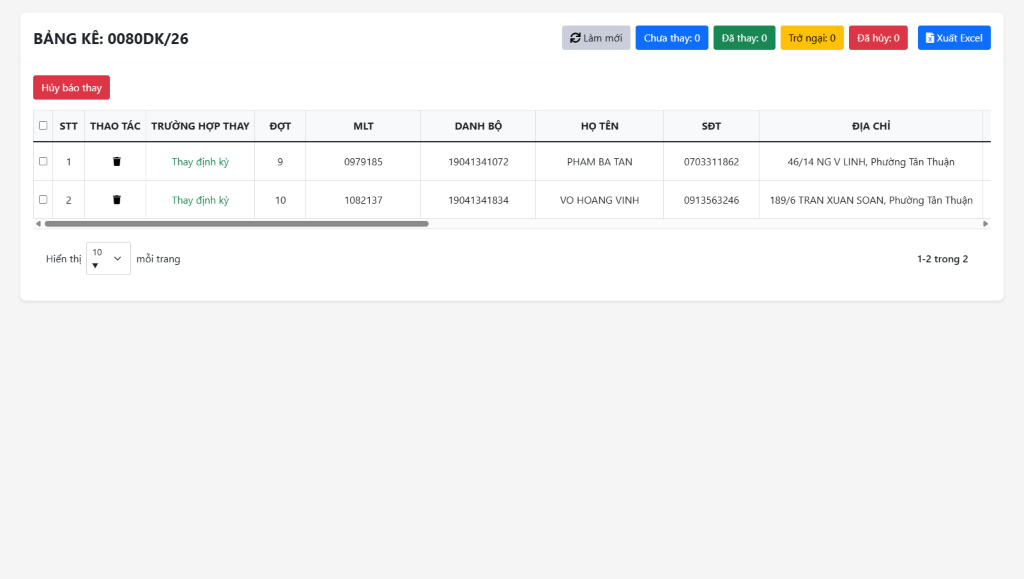 BẢNG KÊ: 0080DK/26
Làm mới
Chưa thay: 0
Đã thay: 0
Trở ngại: 0
Đã hủy: 0
Xuất Excel
Hủy báo thay
STT THAO TÁC TRƯỜNG HỢP THAY ĐỢT MLT DANH BỘ HỌ TÊN SĐT ĐỊA CHỈ
1 Thay định kỳ 9 0979185 19041341072 PHAM BA TAN 0703311862 46/14 NG V LINH, Phường Tân Thuận
2 Thay định kỳ 10 1082137 19041341834 VO HOANG VINH 0913563246 189/6 TRAN XUAN SOAN, Phường Tân Thuận
Hiển thị 10 mỗi trang
1-2 trong 2